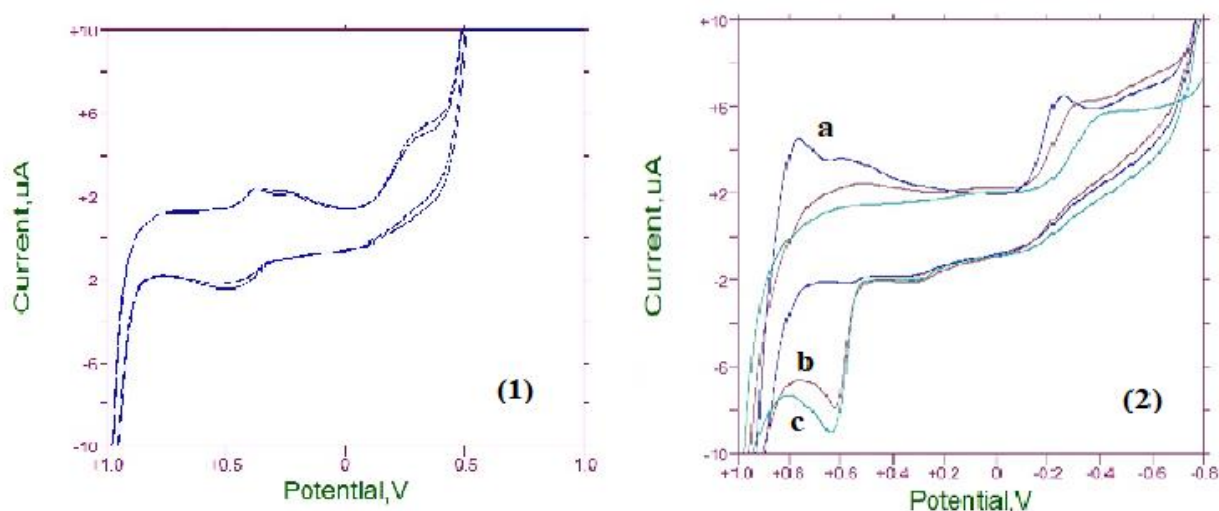 Current,uA
+10
+6
+2
-2
-6
-10
+1.0 +0.5 0 0.5 1.0
Potential,V
(1)
Current,uA
+10
+6
+2
-2
-6
-10
+1.0 +0.8 +0.6 +0.4 +0.2 0 -0.2 -0.4 -0.6 -0.8
Potential,V
a
b
c
(2)